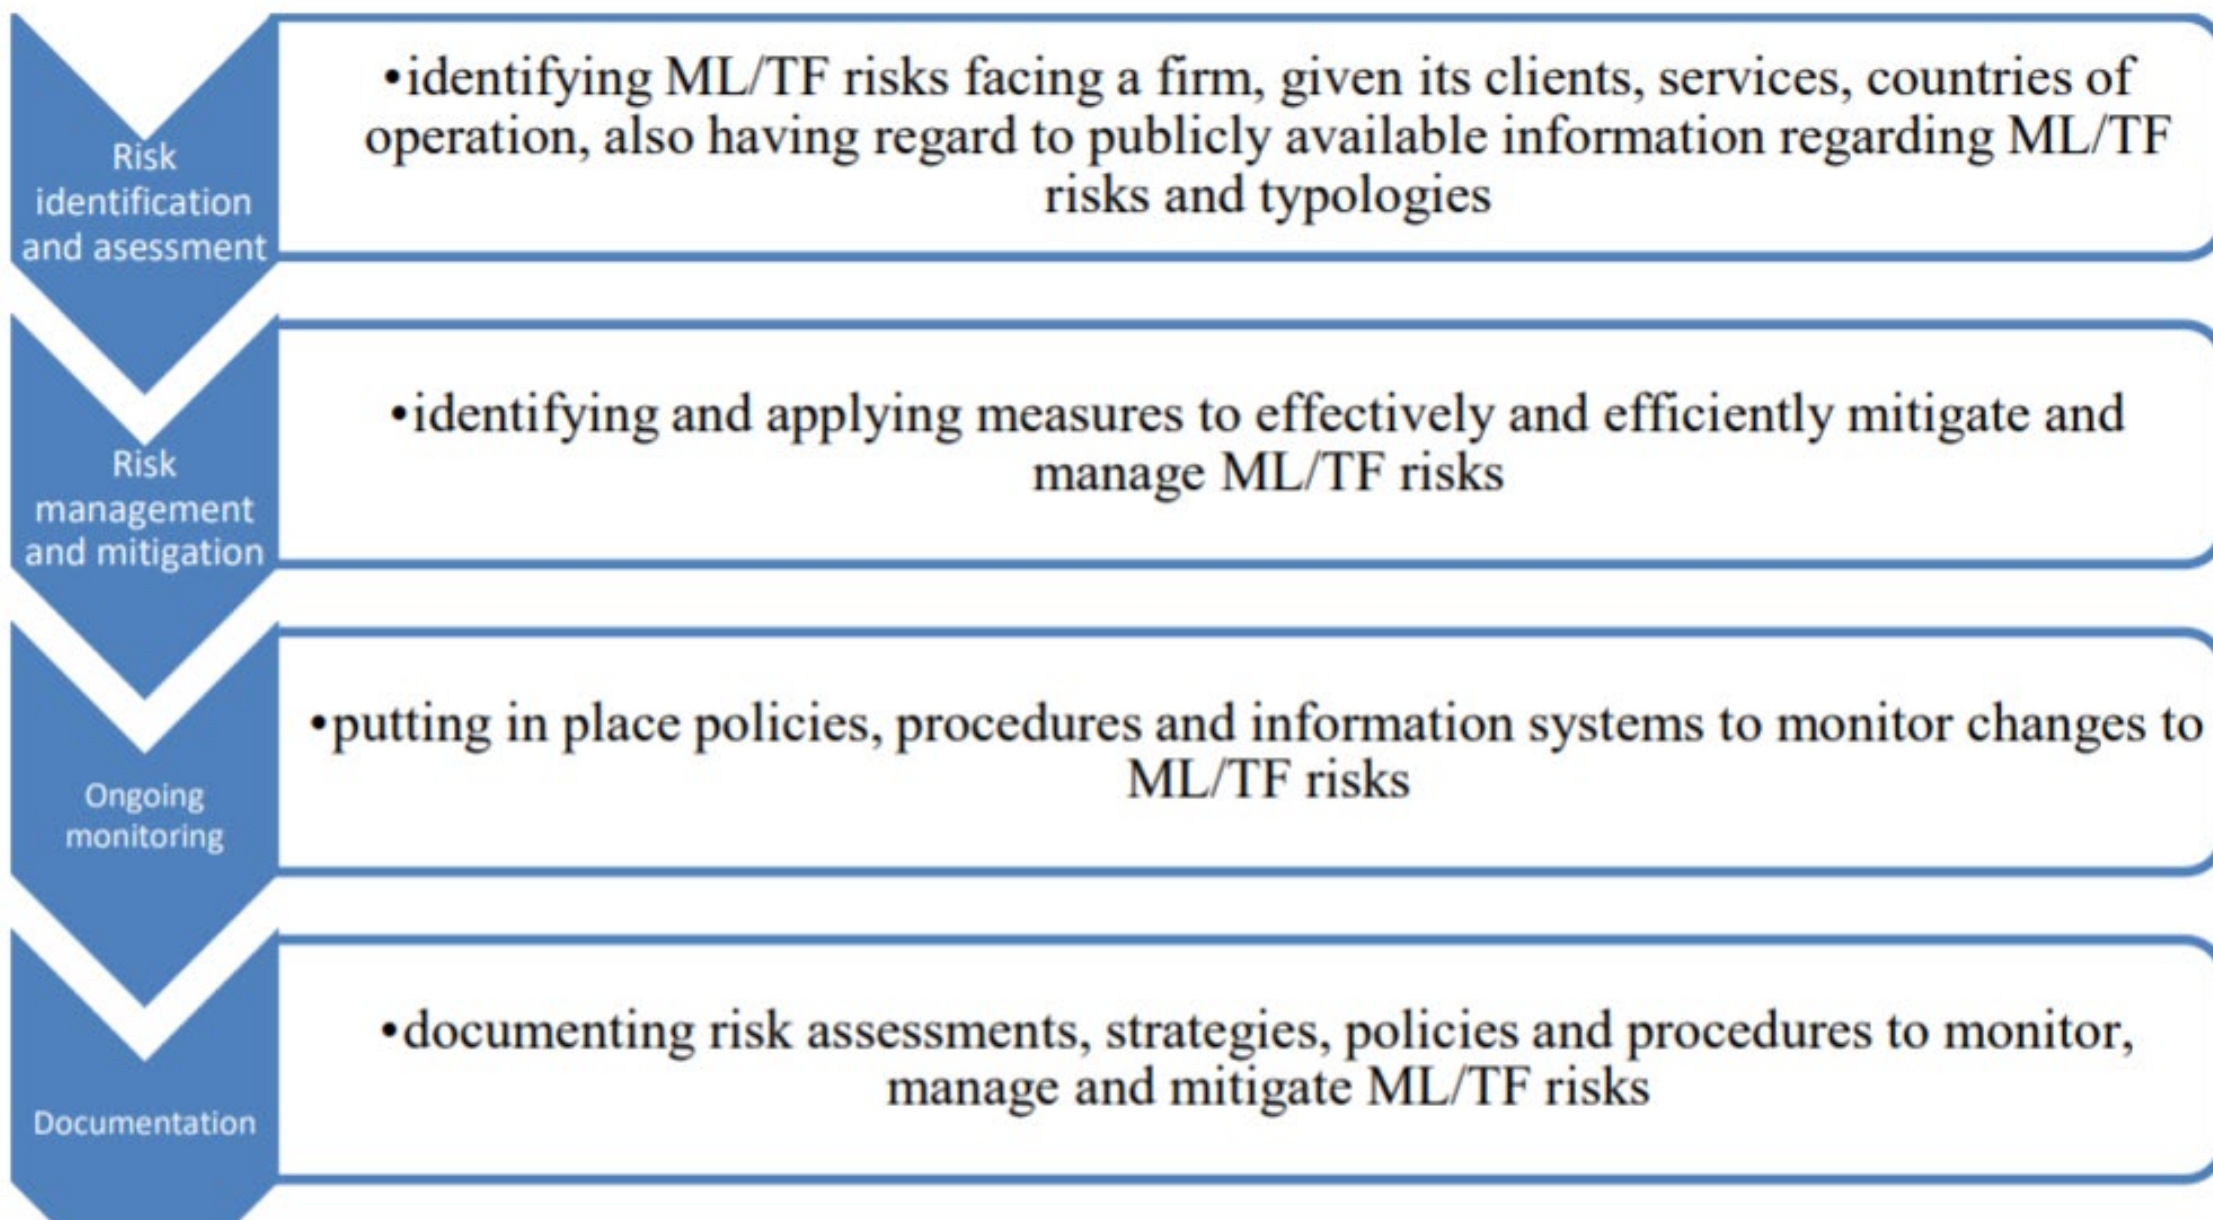 Risk
identification
and asessment
•identifying ML/TF risks facing a firm, given its clients, services, countries of
operation, also having regard to publicly available information regarding ML/TF
risks and typologies
Risk
management
and mitigation
•identifying and applying measures to effectively and efficiently mitigate and
manage ML/TF risks
Ongoing
monitoring
•putting in place policies, procedures and information systems to monitor changes to
ML/TF risks
Documentation
•documenting risk assessments, strategies, policies and procedures to monitor,
manage and mitigate ML/TF risks